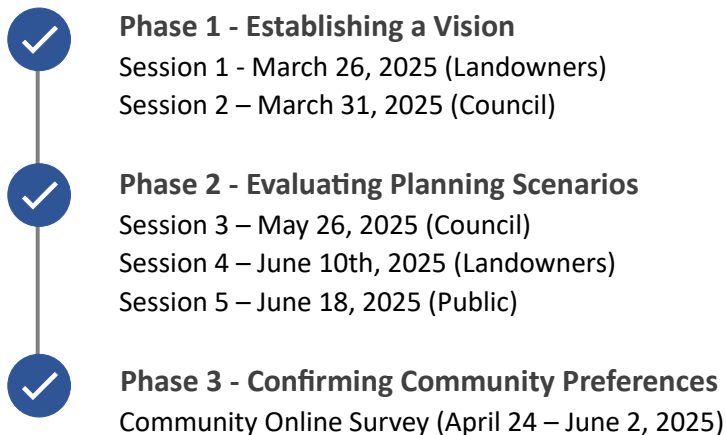 Phase 1 - Establishing a Vision
Session 1 - March 26, 2025 (Landowners)
Session 2 – March 31, 2025 (Council)
Phase 2 - Evaluating Planning Scenarios
Session 3 – May 26, 2025 (Council)
Session 4 – June 10th, 2025 (Landowners)
Session 5 – June 18, 2025 (Public)
Phase 3 - Confirming Community Preferences
Community Online Survey (April 24 – June 2, 2025)